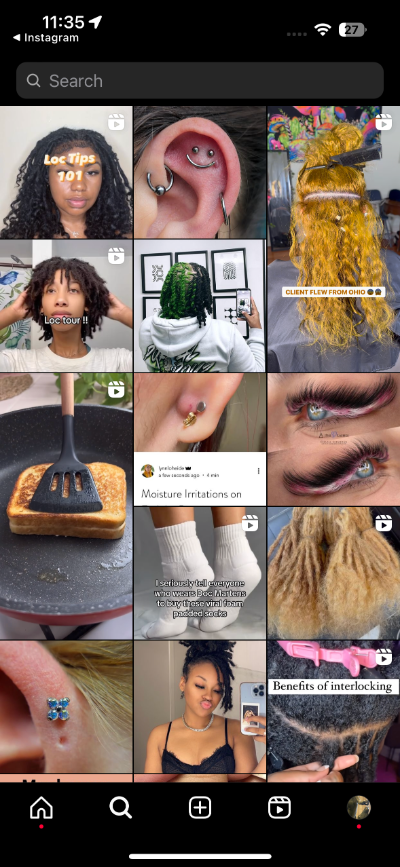 11:35
27
Instagram
Search
Loc Tips
101
CLIENT FLEW FROM OHIO
Loc tour !!
a few seconds ago • 4 min
Moisture Irritations on
I seriously tell everyone
who wears Doc Martens
to buy these viral foam
padded socks
Benefits of interlocking